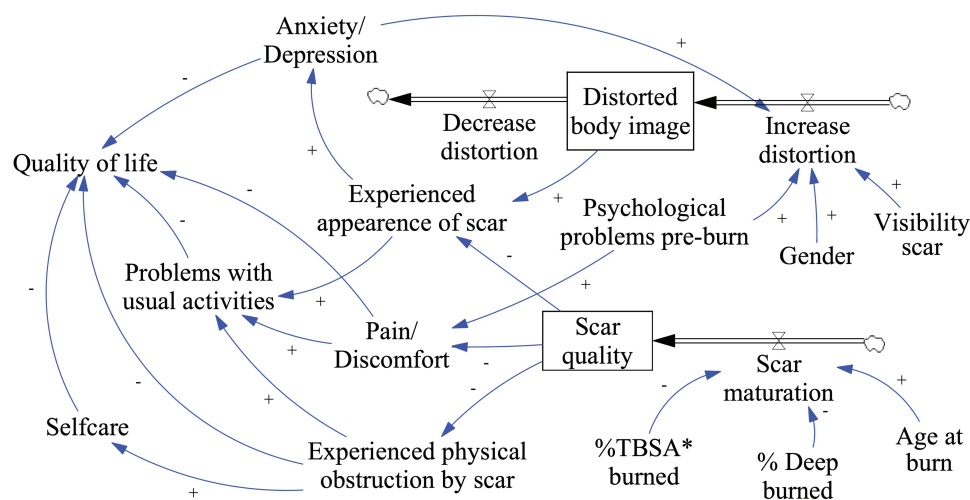 Anxiety/
Depression
+
-
Distorted
body image
Decrease
distortion
Increase
distortion
Quality of life
+
-
Experienced
appearence of scar
+
Psychological
problems pre-burn
+
+
+
Visibility
scar
Gender
-
-
Problems with
usual activities
+
+
-
Pain/
Discomfort
+
Scar
quality
-
-
Scar
maturation
-
-
+
-
+
Selfcare
Experienced physical
obstruction by scar
+
%TBSA*
burned
% Deep
burned
Age at
burn